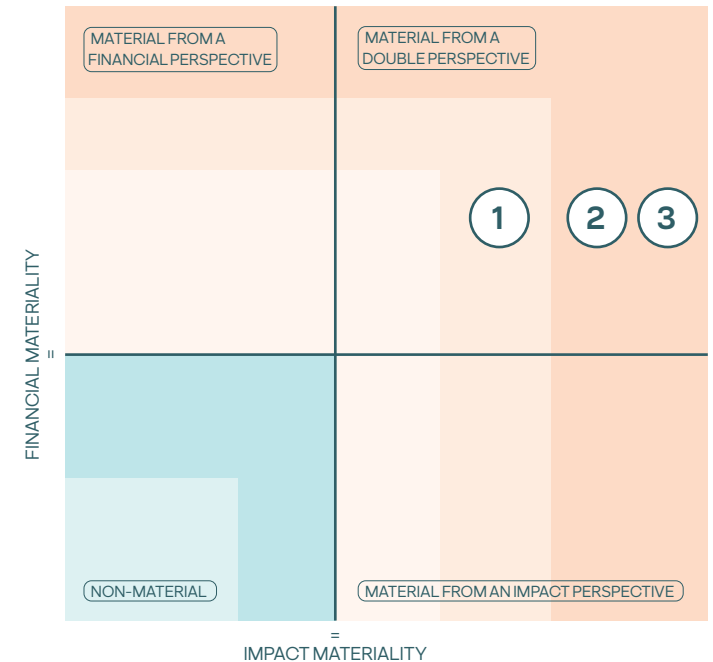 MATERIAL FROM A
FINANCIAL PERSPECTIVE
MATERIAL FROM A
DOUBLE PERSPECTIVE
1
2
3
FINANCIAL MATERIALITY
=
NON-MATERIAL
MATERIAL FROM AN IMPACT PERSPECTIVE
=
IMPACT MATERIALITY